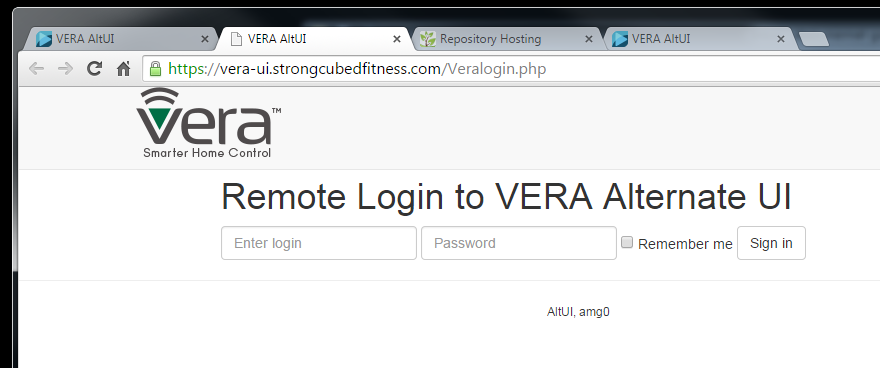 VERA AltUI
VERA AltUI
Repository Hosting
VERA AltUI
https://vera-ui.strongcubedfitness.com/Veralogin.php
vera™
Smarter Home Control
Remote Login to VERA Alternate UI
Enter login
Password
Remember me
Sign in
AltUI, amg0